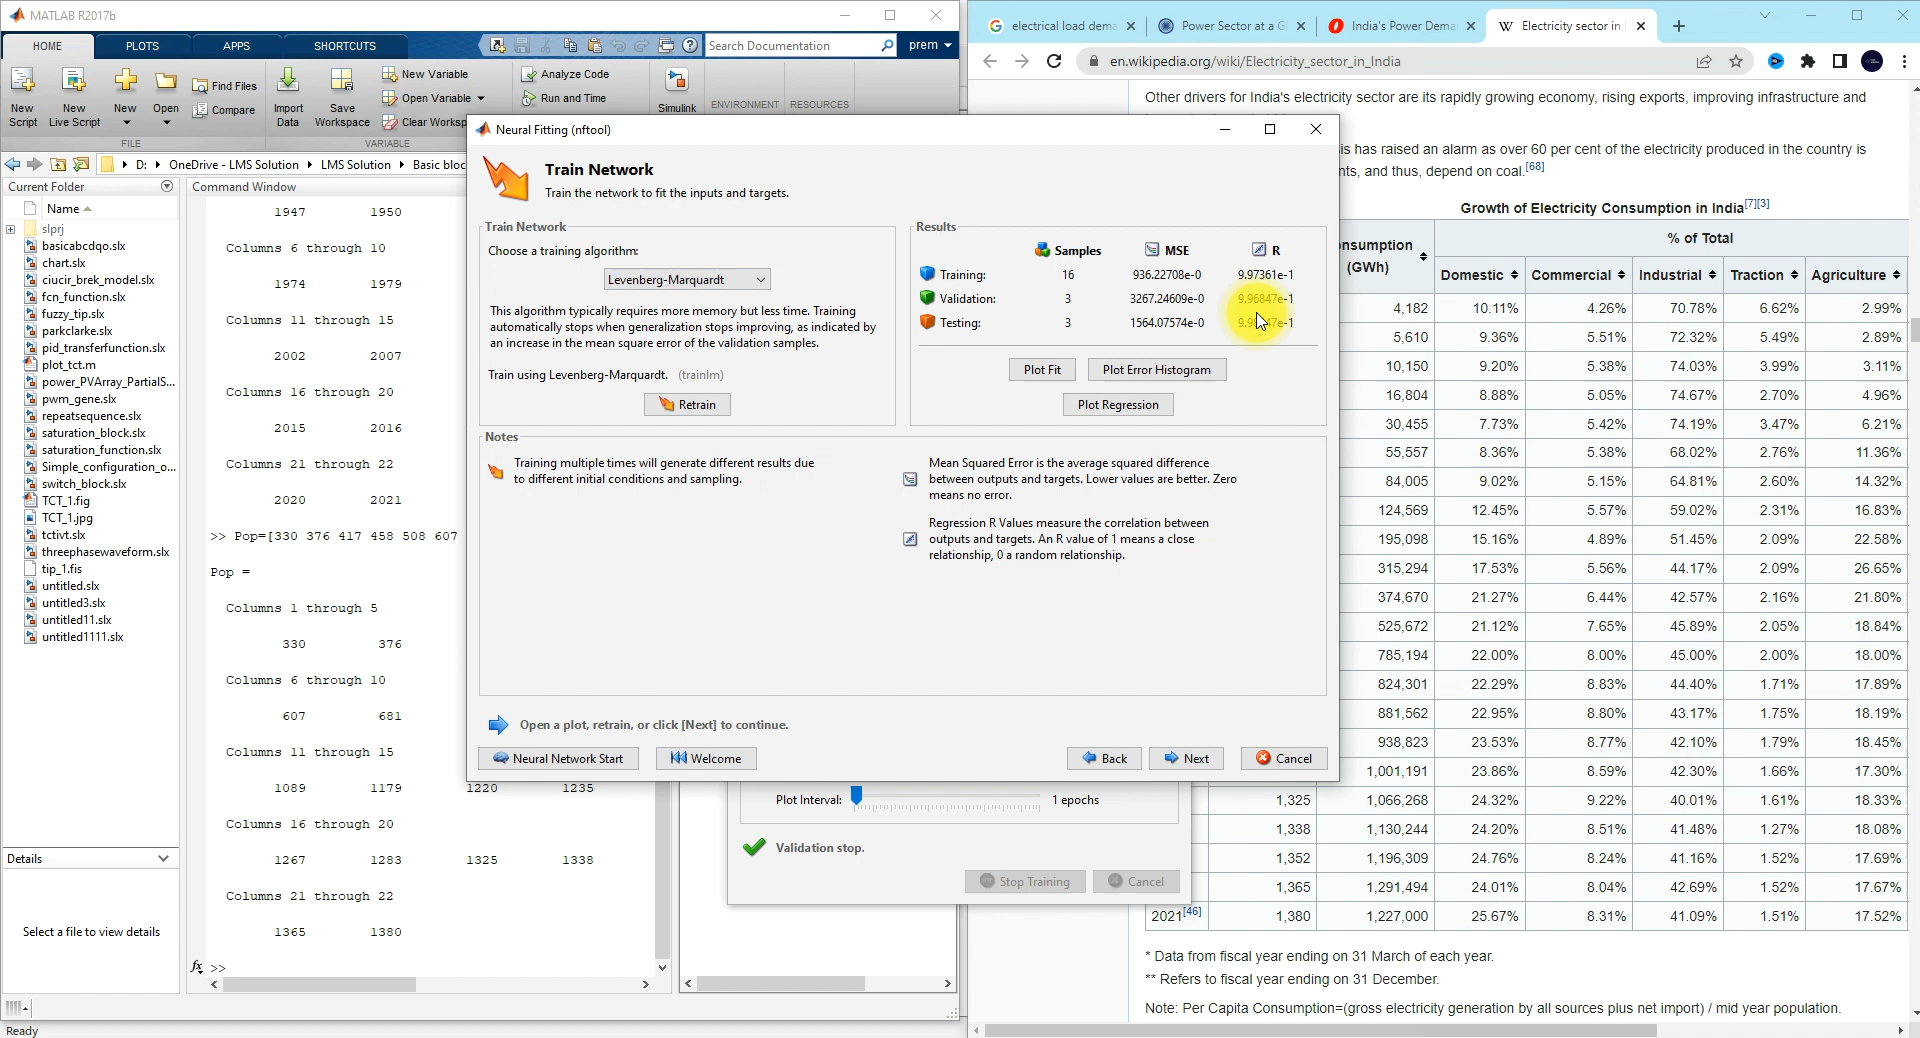 MATLAB R2017b
HOME
PLOTS
APPS
SHORTCUTS
Search Documentation
prem
New
Script
New
Live Script
New
Open
Find Files
Compare
Import
Data
Save
Workspace
New Variable
Open Variable
Clear Worksp
Analyze Code
Run and Time
Simulink
ENVIRONMENT
RESOURCES
FILE
VARIABLE
D:
OneDrive - LMS Solution
LMS Solution
Basic bloc
Current Folder
Name
slprj
basicabcdqo.slx
chart.slx
ciucir_brek_model.slx
fcn_function.slx
fuzzy_tip.slx
parkclarke.slx
pid_transferfunction.slx
plot_tct.m
power_PVArray_PartialS...
pwm_gene.slx
repeatsequence.slx
saturation_block.slx
saturation_function.slx
Simple_configuration_o...
switch_block.slx
TCT_1.fig
TCT_1.jpg
tctivt.slx
threephasewaveform.slx
tip_1.fis
untitled.slx
untitled3.slx
untitled11.slx
untitled1111.slx
Details
Select a file to view details
Ready
Command Window
1947 1950
Columns 6 through 10
1974 1979
Columns 11 through 15
2002 2007
Columns 16 through 20
2015 2016
Columns 21 through 22
2020 2021
>> Pop=[330 376 417 458 508 607
Pop =
Columns 1 through 5
330 376
Columns 6 through 10
607 681
Columns 11 through 15
1089 1179 1220 1235
Columns 16 through 20
1267 1283 1325 1338
Columns 21 through 22
1365 1380
fx >>
Neural Fitting (nftool)
Train Network
Train the network to fit the inputs and targets.
Train Network
Choose a training algorithm:
Levenberg-Marquardt
This algorithm typically requires more memory but less time. Training
automatically stops when generalization stops improving, as indicated by
an increase in the mean square error of the validation samples.
Train using Levenberg-Marquardt. (trainlm)
Retrain
Results
Samples MSE R
Training: 16 936.22708e-0 9.97361e-1
Validation: 3 3267.24609e-0 9.96847e-1
Testing: 3 1564.07574e-0
Plot Fit
Plot Error Histogram
Plot Regression
Notes
Training multiple times will generate different results due
to different initial conditions and sampling.
Mean Squared Error is the average squared difference
between outputs and targets. Lower values are better. Zero
means no error.
Regression R Values measure the correlation between
outputs and targets. An R value of 1 means a close
relationship, 0 a random relationship.
Open a plot, retrain, or click [Next] to continue.
Neural Network Start
Welcome
Back
Next
Cancel
Plot Interval: 1 epochs
Validation stop.
Stop Training
Cancel
electrical load dema
Power Sector at a G
India's Power Dema
Electricity sector in
en.wikipedia.org/wiki/Electricity_sector_in_India
Other drivers for India's electricity sector are its rapidly growing economy, rising exports, improving infrastructure and
is has raised an alarm as over 60 per cent of the electricity produced in the country is
nts, and thus, depend on coal.[68]
Growth of Electricity Consumption in India[7][3]
nsumption
(GWh)
% of Total
Domestic Commercial Industrial Traction Agriculture
4,182 10.11% 4.26% 70.78% 6.62% 2.99%
5,610 9.36% 5.51% 72.32% 5.49% 2.89%
10,150 9.20% 5.38% 74.03% 3.99% 3.11%
16,804 8.88% 5.05% 74.67% 2.70% 4.96%
30,455 7.73% 5.42% 74.19% 3.47% 6.21%
55,557 8.36% 5.38% 68.02% 2.76% 11.36%
84,005 9.02% 5.15% 64.81% 2.60% 14.32%
124,569 12.45% 5.57% 59.02% 2.31% 16.83%
195,098 15.16% 4.89% 51.45% 2.09% 22.58%
315,294 17.53% 5.56% 44.17% 2.09% 26.65%
374,670 21.27% 6.44% 42.57% 2.16% 21.80%
525,672 21.12% 7.65% 45.89% 2.05% 18.84%
785,194 22.00% 8.00% 45.00% 2.00% 18.00%
824,301 22.29% 8.83% 44.40% 1.71% 17.89%
881,562 22.95% 8.80% 43.17% 1.75% 18.19%
938,823 23.53% 8.77% 42.10% 1.79% 18.45%
1,001,191 23.86% 8.59% 42.30% 1.66% 17.30%
1,325 1,066,268 24.32% 9.22% 40.01% 1.61% 18.33%
1,338 1,130,244 24.20% 8.51% 41.48% 1.27% 18.08%
1,352 1,196,309 24.76% 8.24% 41.16% 1.52% 17.69%
1,365 1,291,494 24.01% 8.04% 42.69% 1.52% 17.67%
2021[46] 1,380 1,227,000 25.67% 8.31% 41.09% 1.51% 17.52%
* Data from fiscal year ending on 31 March of each year.
** Refers to fiscal year ending on 31 December.
Note: Per Capita Consumption=(gross electricity generation by all sources plus net import) / mid year population.